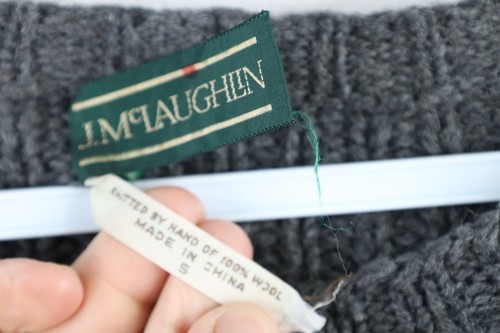 J.McLAUGHLIN
KNITTED BY HAND OF 100% WOOL
MADE IN CHINA
S